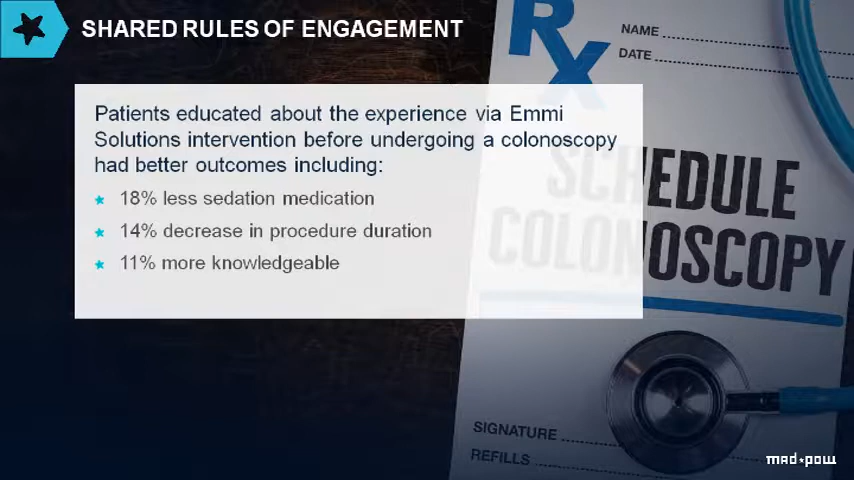 SHARED RULES OF ENGAGEMENT
Patients educated about the experience via Emmi
Solutions intervention before undergoing a colonoscopy
had better outcomes including:
18% less sedation medication
14% decrease in procedure duration
11% more knowledgeable
Rx
NAME
DATE
SCHEDULE
COLONOSCOPY
SIGNATURE
REFILLS
mad*pow